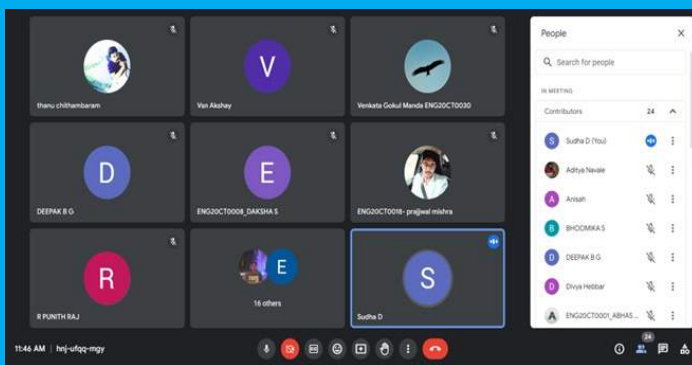 thanu chithambaram
V
Van Akshay
Venkata Gokul Manda ENG20CT0030
D
DEEPAK B G
E
ENG20CT0008_DAKSHA S
ENG20CT0018- prajjwal mishra
R
R PUNITH RAJ
E
16 others
S
Sudha D
11:46 AM | hnj-ufqq-mgy
24
People
Search for people
IN MEETING
Contributors 24
S Sudha D (You)
Aditya Navale
A Anisah
B BHOOMIKA S
D DEEPAK B G
D Divya Hebbar
A ENG20CT0001_ABHAS...